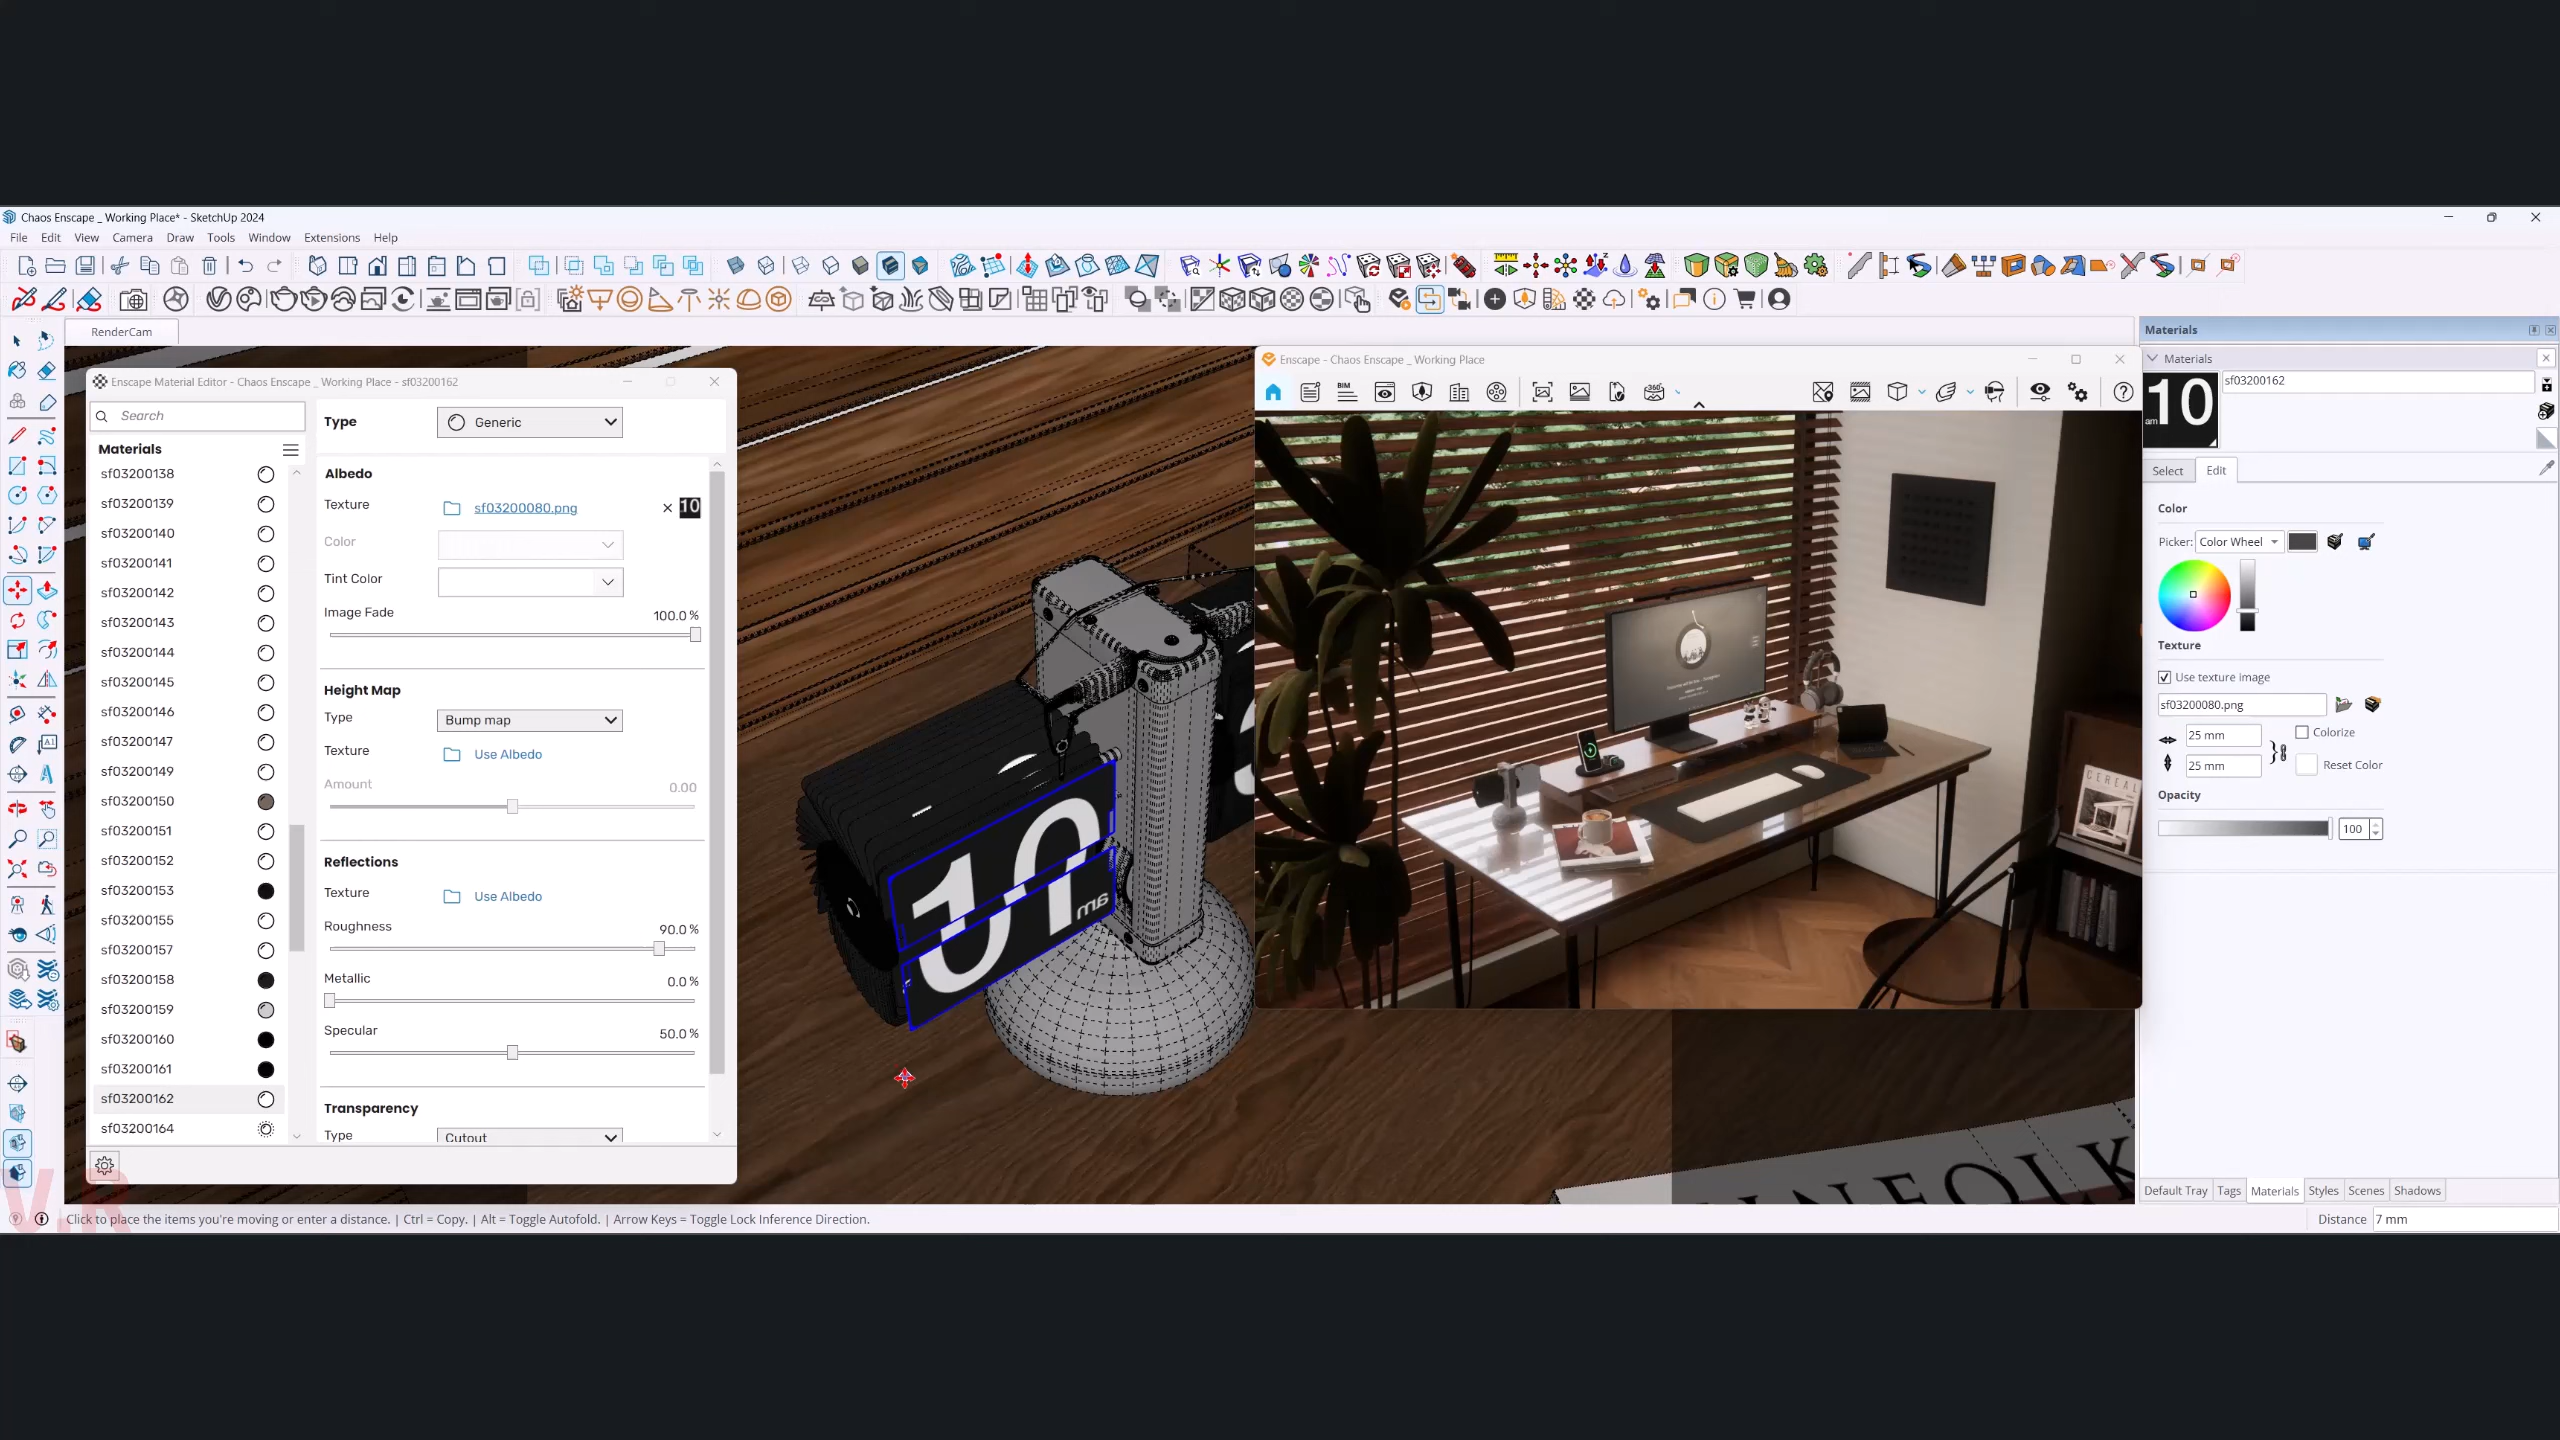 Chaos Enscape _ Working Place* - SketchUp 2024
File Edit View Camera Draw Tools Window Extensions Help
RenderCam
Enscape Material Editor - Chaos Enscape _ Working Place - sf03200162
Search
Materials
sf03200138
sf03200139
sf03200140
sf03200141
sf03200142
sf03200143
sf03200144
sf03200145
sf03200146
sf03200147
sf03200149
sf03200150
sf03200151
sf03200152
sf03200153
sf03200155
sf03200157
sf03200158
sf03200159
sf03200160
sf03200161
sf03200162
sf03200164
Type Generic
Albedo
Texture sf03200080.png × 10
Color
Tint Color
Image Fade 100.0 %
Height Map
Type Bump map
Texture Use Albedo
Amount 0.00
Reflections
Texture Use Albedo
Roughness 90.0 %
Metallic 0.0 %
Specular 50.0 %
Transparency
Type Cutout
10
am
Enscape - Chaos Enscape _ Working Place
BIM
360°
CEREAL
NFOLK
Materials
Materials
10
am
sf03200162
Select Edit
Color
Picker: Color Wheel
Texture
Use texture image
sf03200080.png
25 mm Colorize
25 mm Reset Color
Opacity
100
Default Tray Tags Materials Styles Scenes Shadows
V.R
Click to place the items you're moving or enter a distance. | Ctrl = Copy. | Alt = Toggle Autofold. | Arrow Keys = Toggle Lock Inference Direction.
Distance 7 mm